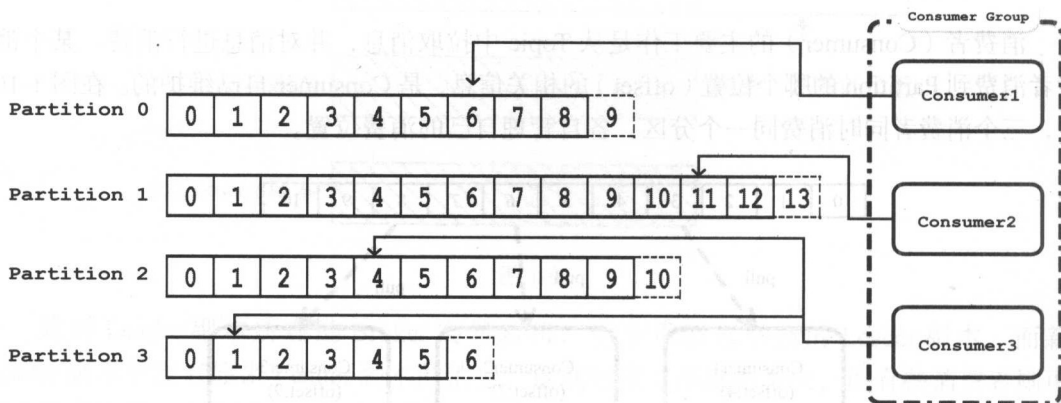 Consumer Group
Consumer1
Partition 0 0 1 2 3 4 5 6 7 8 9
Partition 1 0 1 2 3 4 5 6 7 8 9 10 11 12 13
Consumer2
Partition 2 0 1 2 3 4 5 6 7 8 9 10
Partition 3 0 1 2 3 4 5 6
Consumer3